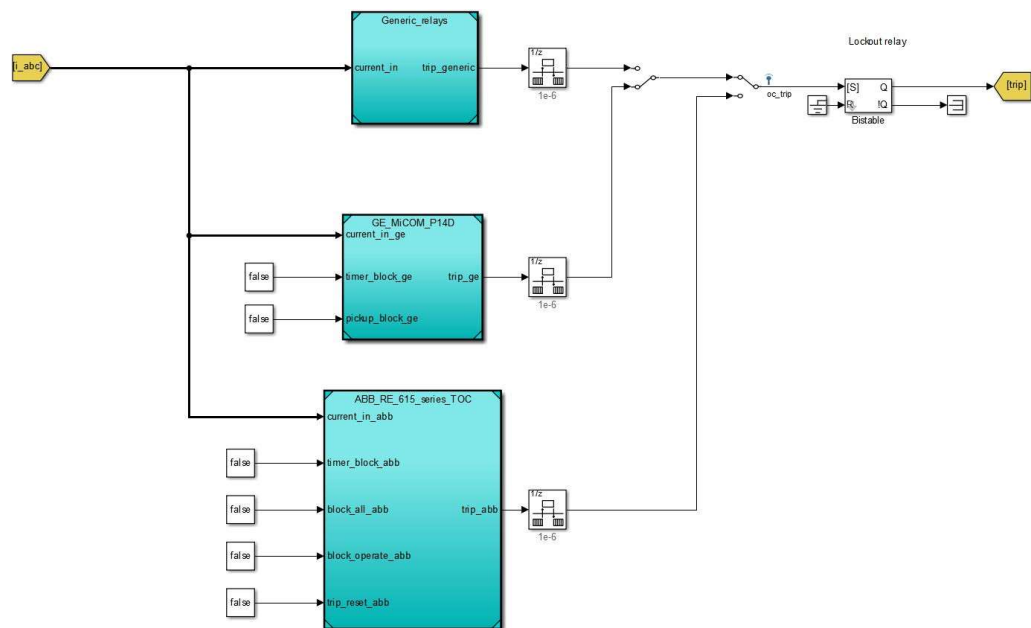 Generic_relays
Lockout relay
[i_abc]
current_in
trip_generic
1/z
1e-6
oc_trip
[S]
Q
R
!Q
Bistable
[trip]
GE_MiCOM_P14D
current_in_ge
false
timer_block_ge
trip_ge
1/z
1e-6
false
pickup_block_ge
ABB_RE_615_series_TOC
current_in_abb
false
timer_block_abb
false
block_all_abb
trip_abb
1/z
1e-6
false
block_operate_abb
false
trip_reset_abb